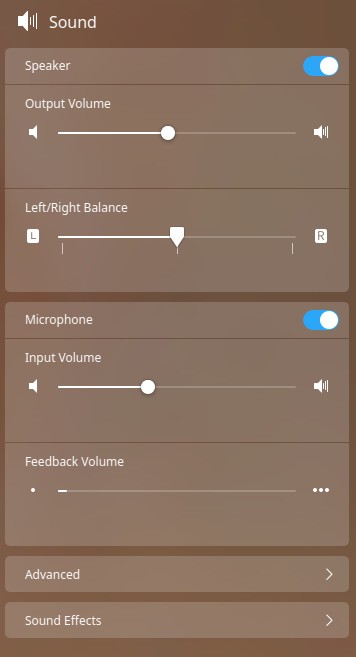 Sound
Speaker
Output Volume
Left/Right Balance
L
R
Microphone
Input Volume
Feedback Volume
Advanced
Sound Effects